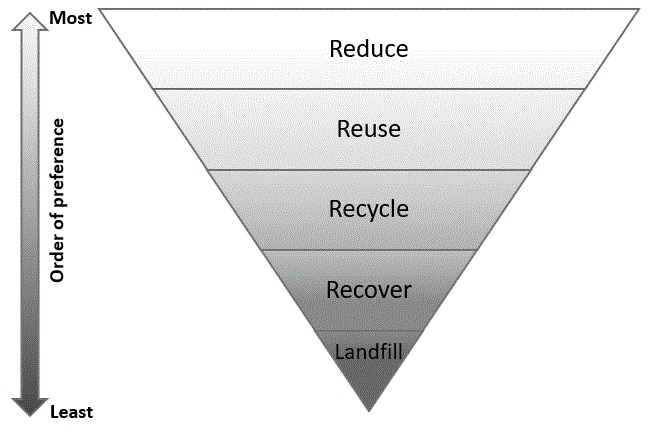 Most
Reduce
Reuse
Order of preference
Recycle
Recover
Landfill
Least